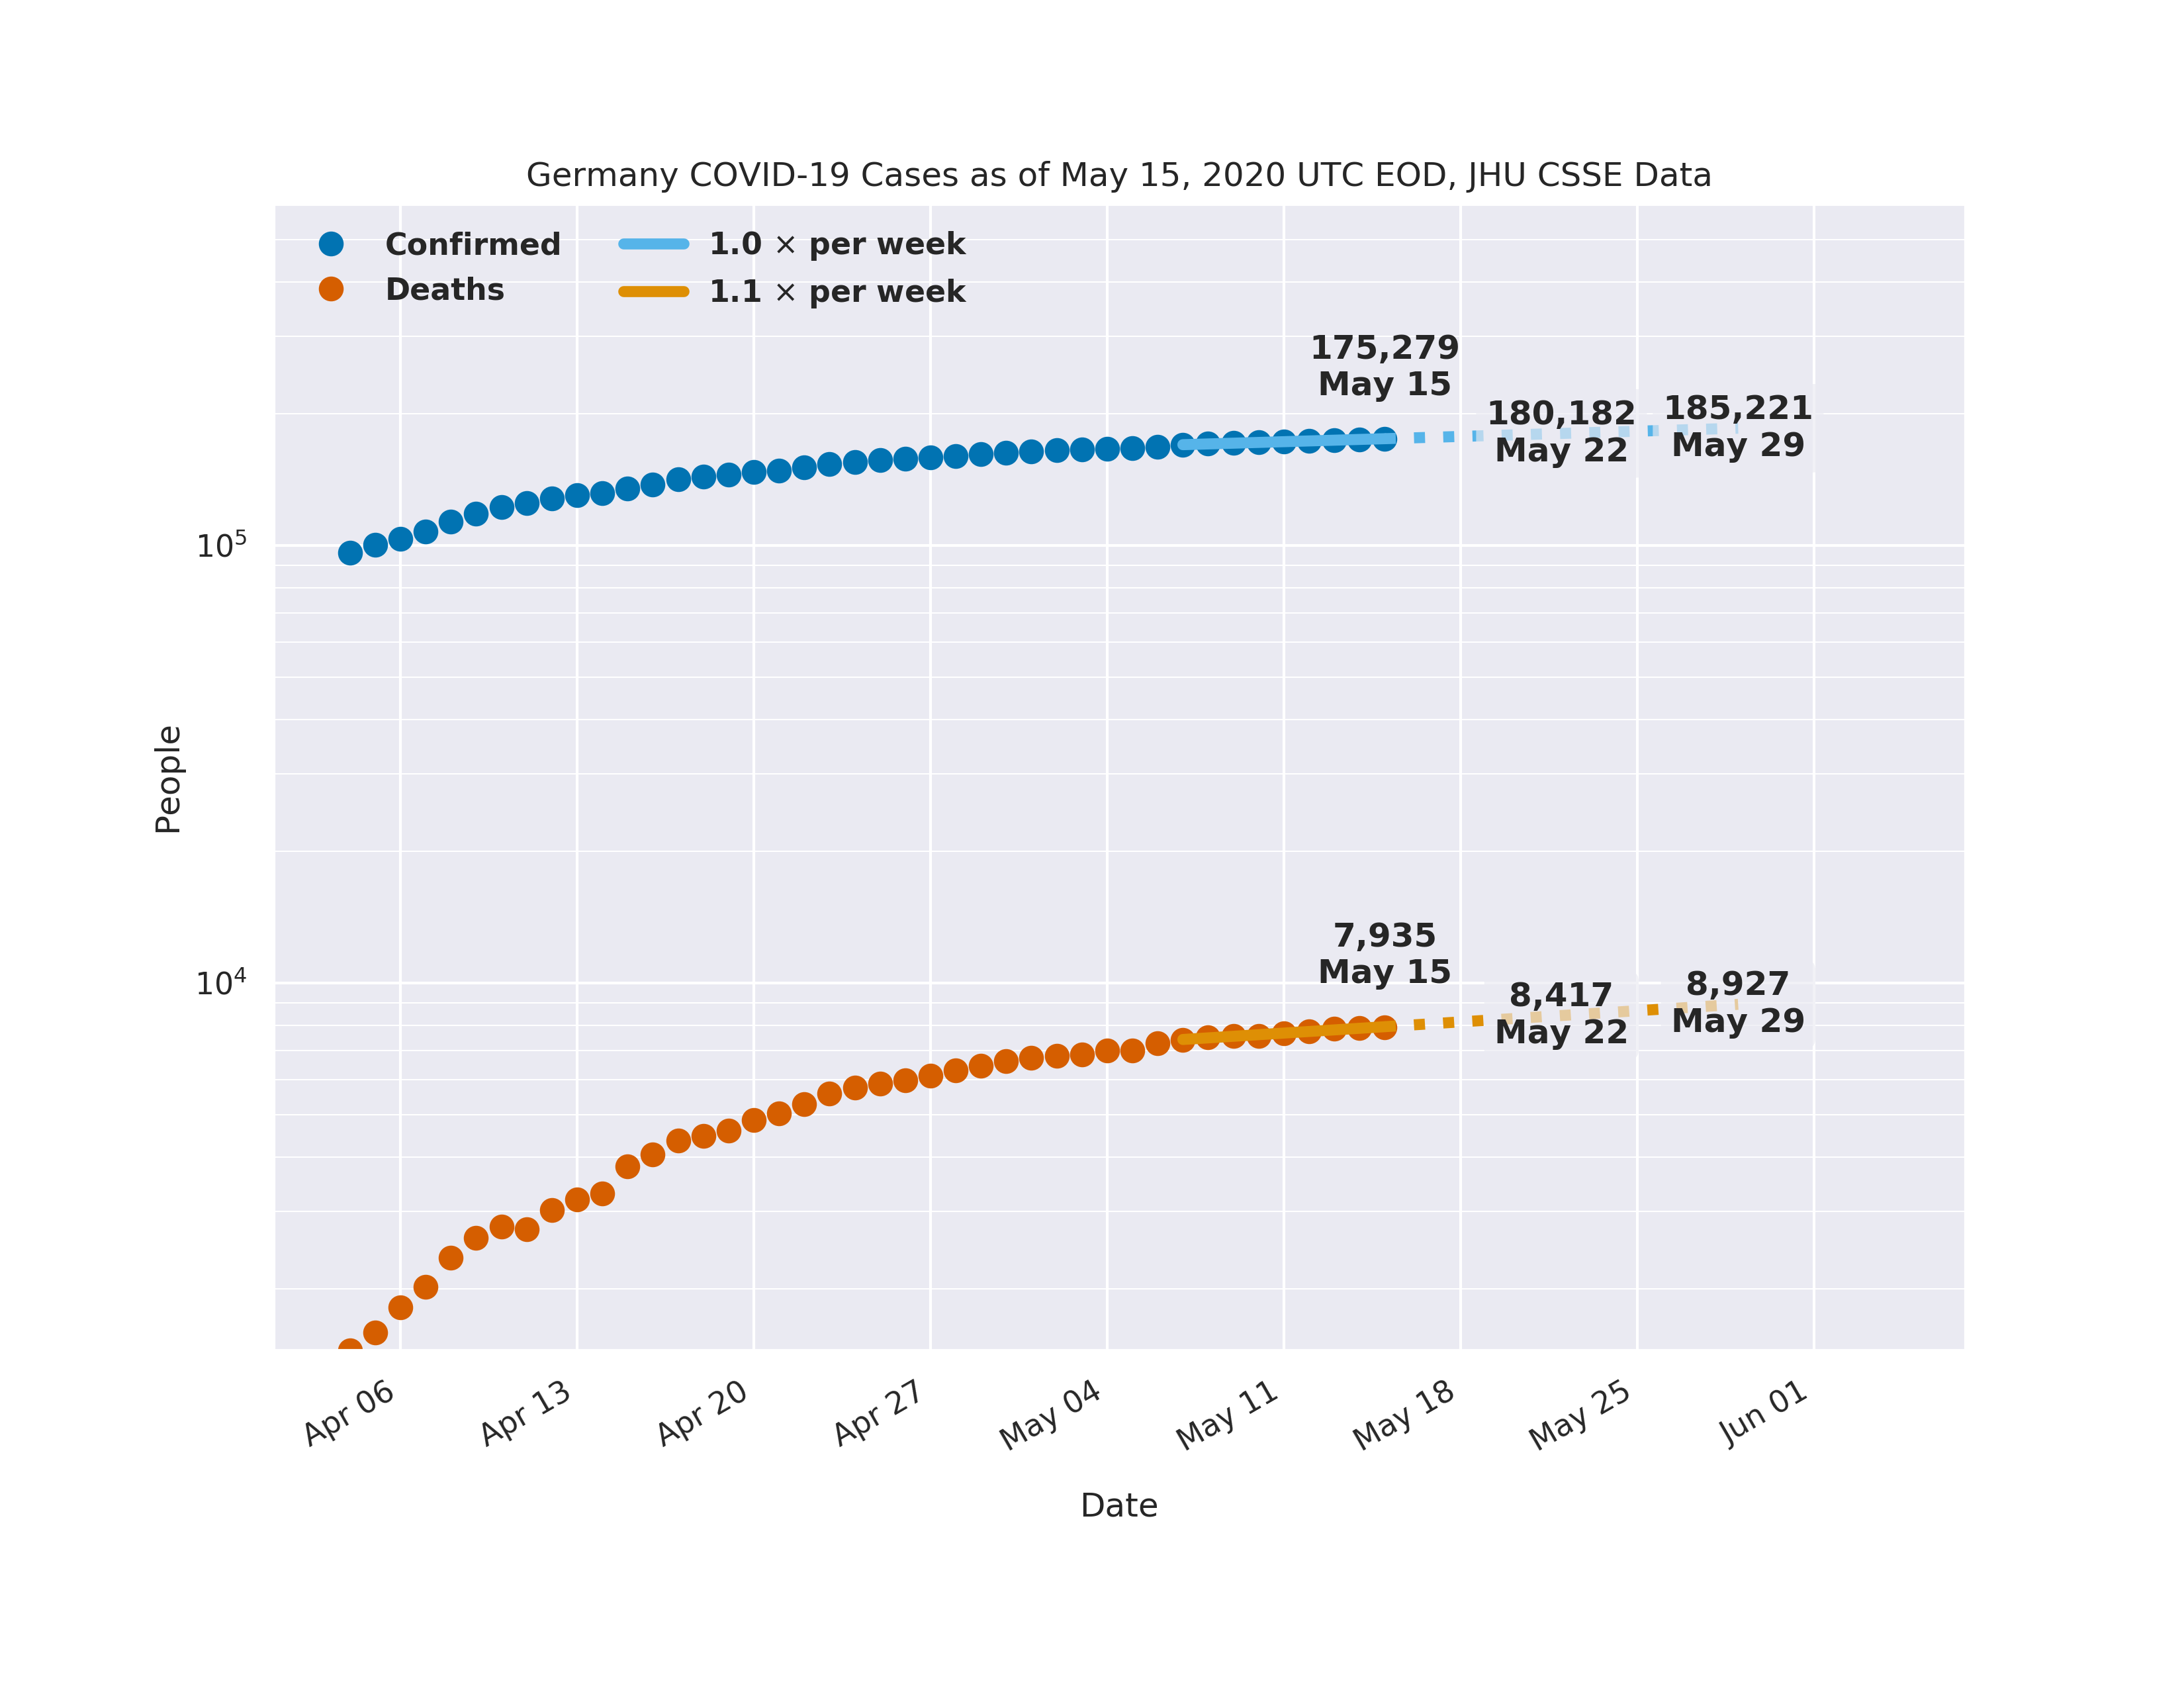 Germany COVID-19 Cases as of May 15, 2020 UTC EOD, JHU CSSE Data
Confirmed
Deaths
1.0 × per week
1.1 × per week
175,279
May 15
180,182
May 22
185,221
May 29
10⁵
People
7,935
May 15
8,417
May 22
8,927
May 29
10⁴
Apr 06
Apr 13
Apr 20
Apr 27
May 04
May 11
May 18
May 25
Jun 01
Date